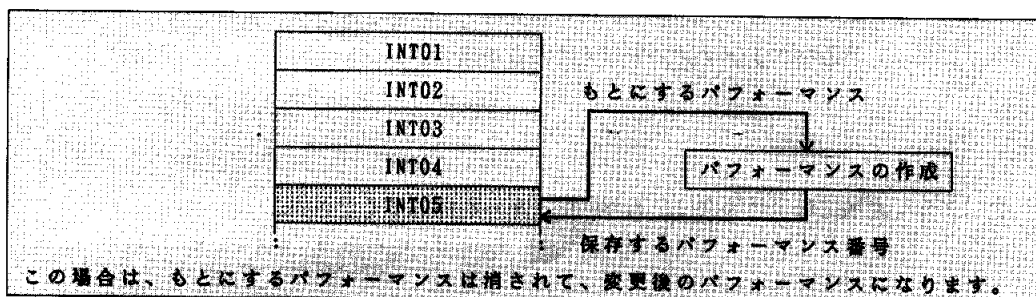 INT01
INT02
もとにするパフォーマンス
INT03
INT04
パフォーマンスの作成
INT05
保存するパフォーマンス番号
この場合は、もとにするパフォーマンスは消されて、変更後のパフォーマンスになります。